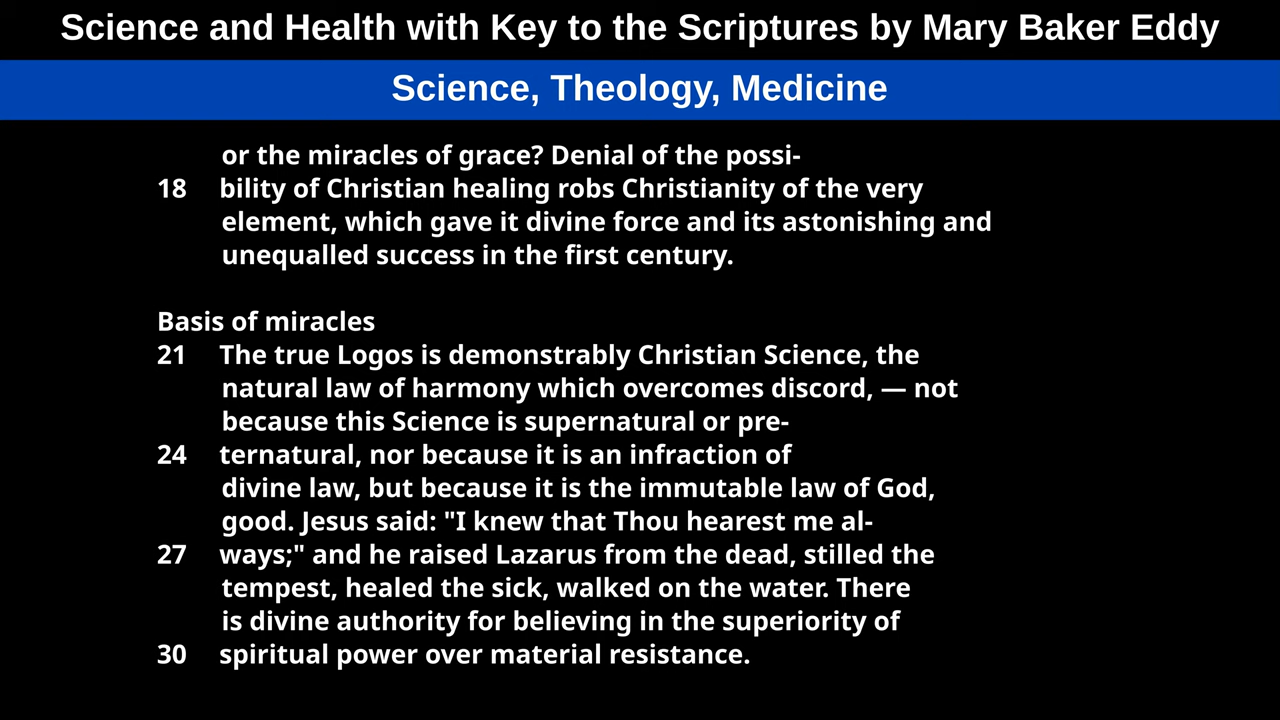 Science and Health with Key to the Scriptures by Mary Baker Eddy
Science, Theology, Medicine
or the miracles of grace? Denial of the possi-
18 bility of Christian healing robs Christianity of the very
element, which gave it divine force and its astonishing and
unequalled success in the first century.
Basis of miracles
21 The true Logos is demonstrably Christian Science, the
natural law of harmony which overcomes discord, — not
because this Science is supernatural or pre-
24 ternatural, nor because it is an infraction of
divine law, but because it is the immutable law of God,
good. Jesus said: "I knew that Thou hearest me al-
27 ways;" and he raised Lazarus from the dead, stilled the
tempest, healed the sick, walked on the water. There
is divine authority for believing in the superiority of
30 spiritual power over material resistance.